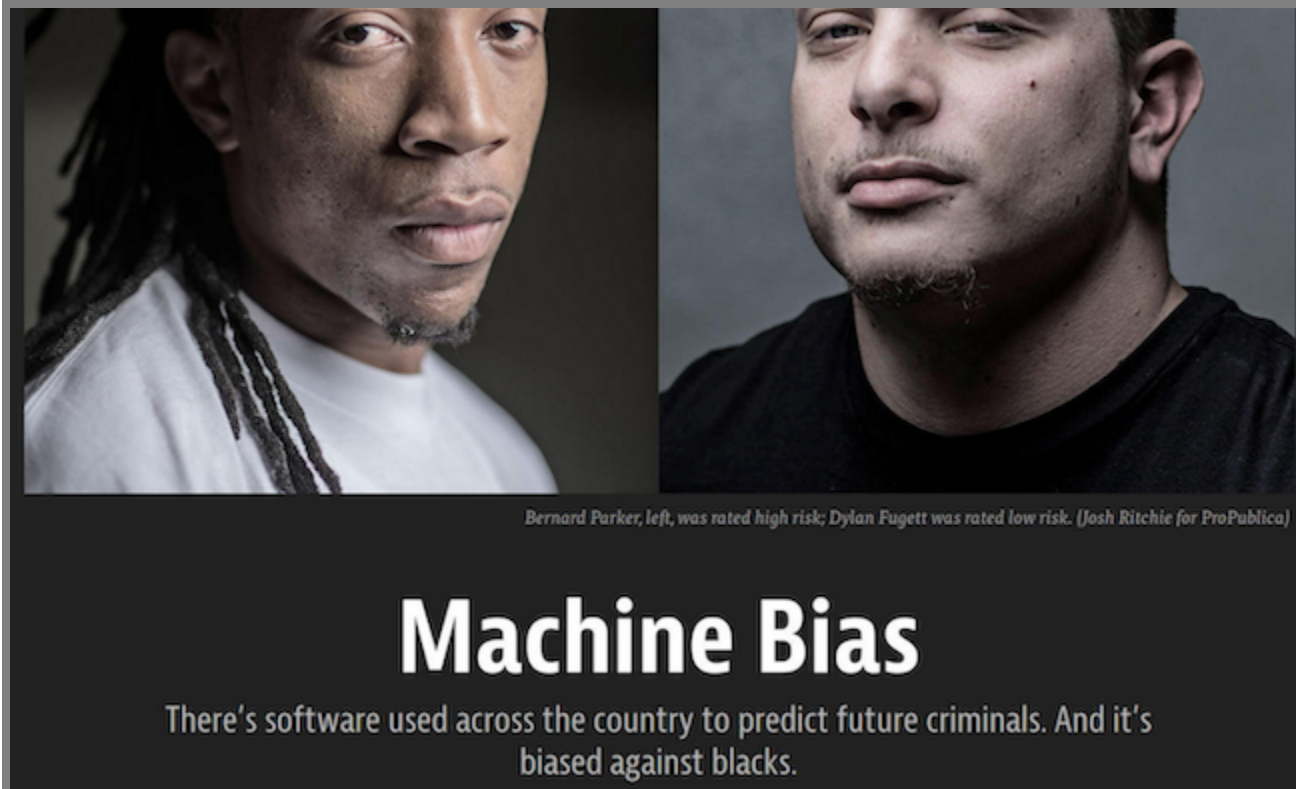 Bernard Parker, left, was rated high risk; Dylan Fugett was rated low risk. (Josh Ritchie for ProPublica)
Machine Bias
There’s software used across the country to predict future criminals. And it’s
biased against blacks.